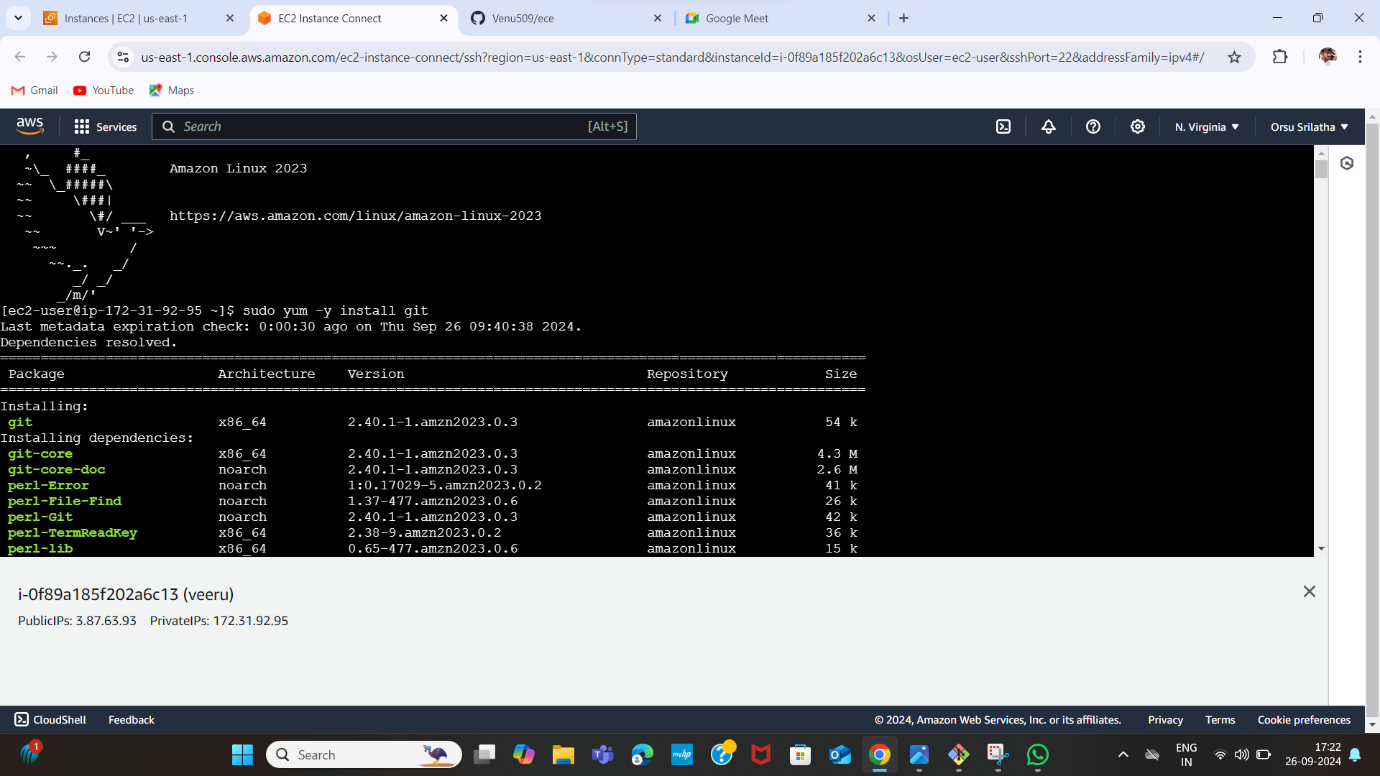 Instances | EC2 | us-east-1
EC2 Instance Connect
Venu509/ece
Google Meet
us-east-1.console.aws.amazon.com/ec2-instance-connect/ssh?region=us-east-1&connType=standard&instanceId=i-0f89a185f202a6c13&osUser=ec2-user&sshPort=22&addressFamily=ipv4#/
Gmail YouTube Maps
aws Services Search [Alt+S] N. Virginia Orsu Srilatha
, #_
~\_ ####_ Amazon Linux 2023
~~ \_#####\
~~ \###|
~~ \#/ ___ https://aws.amazon.com/linux/amazon-linux-2023
~~ V~' '->
~~~ /
~~._. _/
_/ _/
_/m/'
[ec2-user@ip-172-31-92-95 ~]$ sudo yum -y install git
Last metadata expiration check: 0:00:30 ago on Thu Sep 26 09:40:38 2024.
Dependencies resolved.
Package Architecture Version Repository Size
Installing:
git x86_64 2.40.1-1.amzn2023.0.3 amazonlinux 54 k
Installing dependencies:
git-core x86_64 2.40.1-1.amzn2023.0.3 amazonlinux 4.3 M
git-core-doc noarch 2.40.1-1.amzn2023.0.3 amazonlinux 2.6 M
perl-Error noarch 1:0.17029-5.amzn2023.0.2 amazonlinux 41 k
perl-File-Find noarch 1.37-477.amzn2023.0.6 amazonlinux 26 k
perl-Git noarch 2.40.1-1.amzn2023.0.3 amazonlinux 42 k
perl-TermReadKey x86_64 2.38-9.amzn2023.0.2 amazonlinux 36 k
perl-lib x86_64 0.65-477.amzn2023.0.6 amazonlinux 15 k
i-0f89a185f202a6c13 (veeru)
PublicIPs: 3.87.63.93 PrivateIPs: 172.31.92.95
CloudShell Feedback © 2024, Amazon Web Services, Inc. or its affiliates. Privacy Terms Cookie preferences
1 Search myhp ENG 17:22
IN 26-09-2024